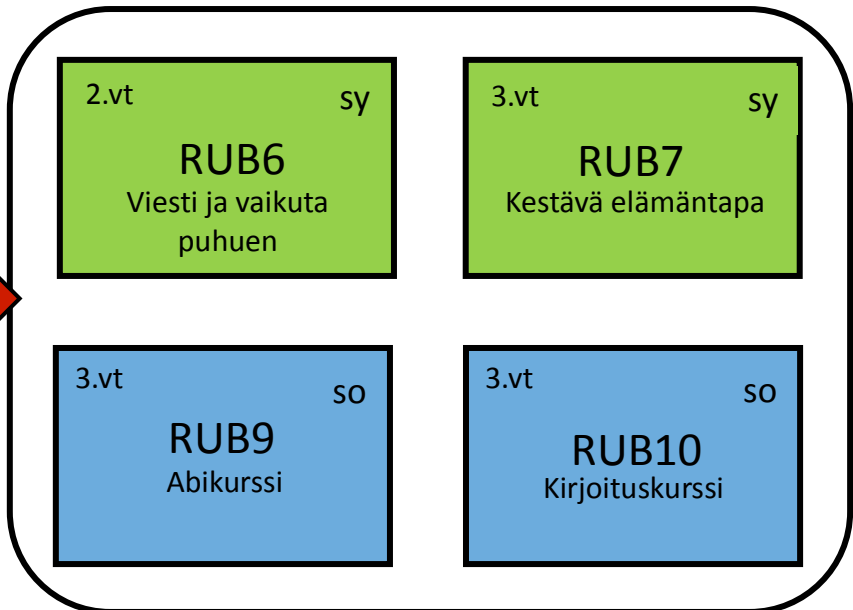 2.vt sy
RUB6
Viesti ja vaikuta
puhuen
3.vt sy
RUB7
Kestävä elämäntapa
3.vt so
RUB9
Abikurssi
3.vt so
RUB10
Kirjoituskurssi